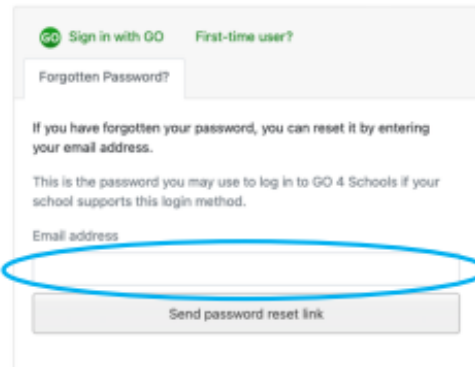 GO Sign in with GO First-time user?
Forgotten Password?
If you have forgotten your password, you can reset it by entering
your email address.
This is the password you may use to log in to GO 4 Schools if your
school supports this login method.
Email address
Send password reset link